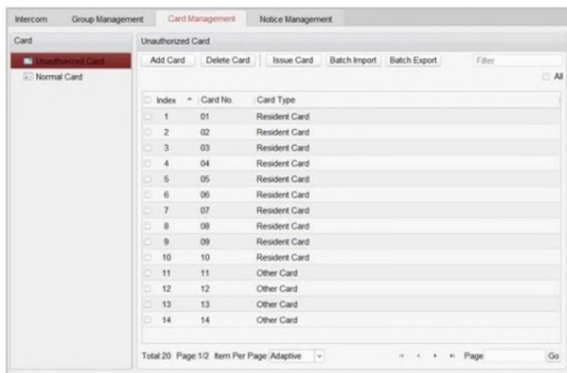 Intercom Group Management Card Management Notice Management
Card Unauthorized Card
Unauthorized Card
Normal Card
Add Card Delete Card Issue Card Batch Import Batch Export Filter
All
Index Card No. Card Type
1 01 Resident Card
2 02 Resident Card
3 03 Resident Card
4 04 Resident Card
5 05 Resident Card
6 06 Resident Card
7 07 Resident Card
8 08 Resident Card
9 09 Resident Card
10 10 Resident Card
11 11 Other Card
12 12 Other Card
13 13 Other Card
14 14 Other Card
Total:20 Page:1/2 Item Per Page: Adaptive Page Go